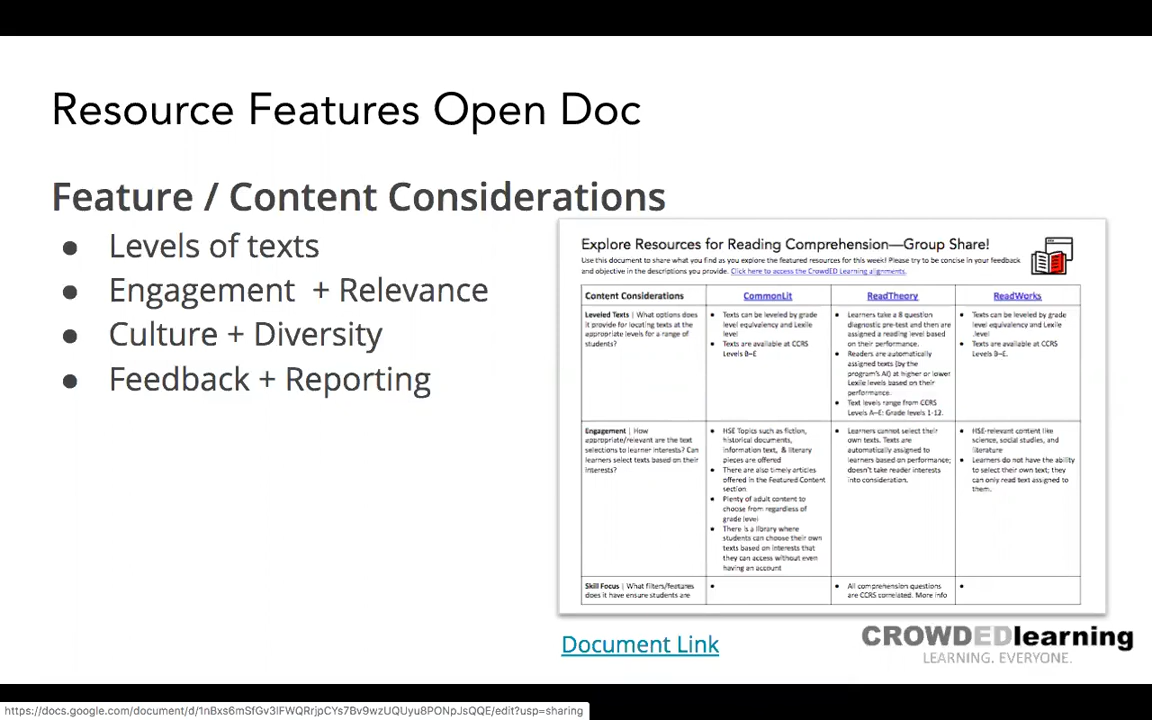 Resource Features Open Doc
Feature / Content Considerations
● Levels of texts
● Engagement + Relevance
● Culture + Diversity
● Feedback + Reporting
Explore Resources for Reading Comprehension—Group Share!
Use this document to share what you find as you explore the featured resources for this week! Please try to be concise in your feedback
and objective in the descriptions you provide. Click here to access the CrowdED Learning alignments.
Content Considerations
CommonLit
ReadTheory
ReadWorks
Leveled Texts | What options does
it provide for locating texts at the
appropriate levels for a range of
students?
● Texts can be leveled by grade
level equivalency and Lexile
level
● Texts are available at CCRS
Levels B–E
● Learners take a 8 question
diagnostic pre-test and then are
assigned a reading level based
on their performance.
● Readers are automatically
assigned texts (by the
program's AI) at higher or lower
Lexile levels based on their
performance.
● Text levels range from CCRS
Levels A–E: Grade levels 1-12.
● Texts can be leveled by grade
level equivalency and Lexile
level
● Texts are available at CCRS
Levels B–E.
Engagement | How
appropriate/relevant are the text
selections to learner interests? Can
learners select texts based on their
interests?
● HSE Topics such as fiction,
historical documents,
information text, & literary
pieces are offered
● There are also timely articles
offered in the Featured Content
section
● Plenty of adult content to
choose from regardless of
grade level
● There is a library where
students can choose their own
texts based on interests that
they can access without even
having an account
● Learners cannot select their
own texts. Texts are
automatically assigned to
learners based on performance;
doesn't take reader interests
into consideration.
● HSE-relevant content like
science, social studies, and
literature
● Learners do not have the ability
to select their own text; they
can only read text assigned to
them.
Skill Focus | What filters/features
does it have ensure students are
● All comprehension questions
are CCRS correlated. More info
Document Link
CROWDEDlearning
LEARNING. EVERYONE.
https://docs.google.com/document/d/1nBxs6mSfGv3lFWQRrjpCYs7Bv9wzUQUyu8PONpJsQQE/edit?usp=sharing